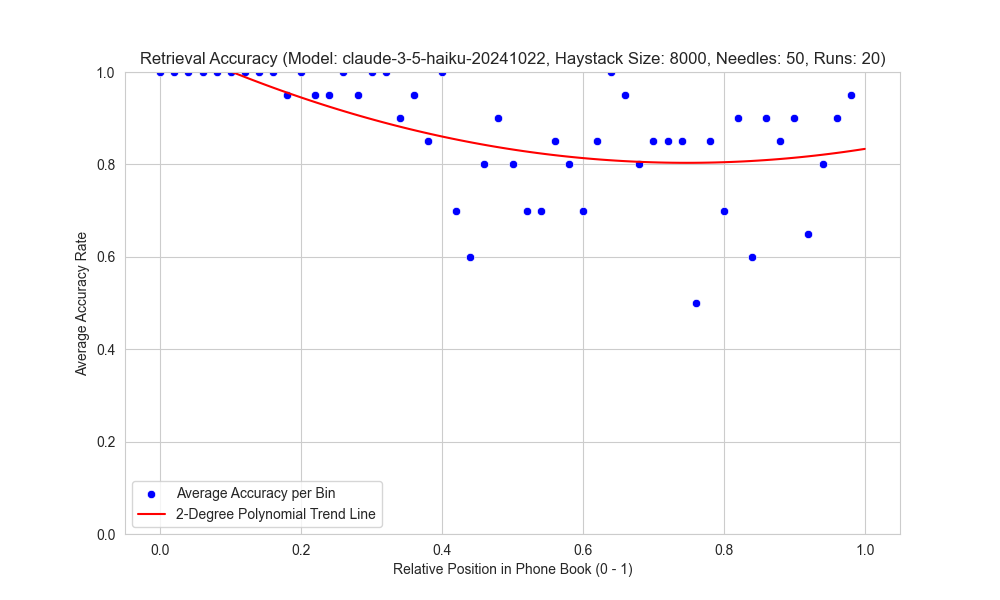 Retrieval Accuracy (Model: claude-3-5-haiku-20241022, Haystack Size: 8000, Needles: 50, Runs: 20)
1.0
0.8
0.6
0.4
0.2
0.0
Average Accuracy Rate
Average Accuracy per Bin
2-Degree Polynomial Trend Line
0.0 0.2 0.4 0.6 0.8 1.0
Relative Position in Phone Book (0 - 1)